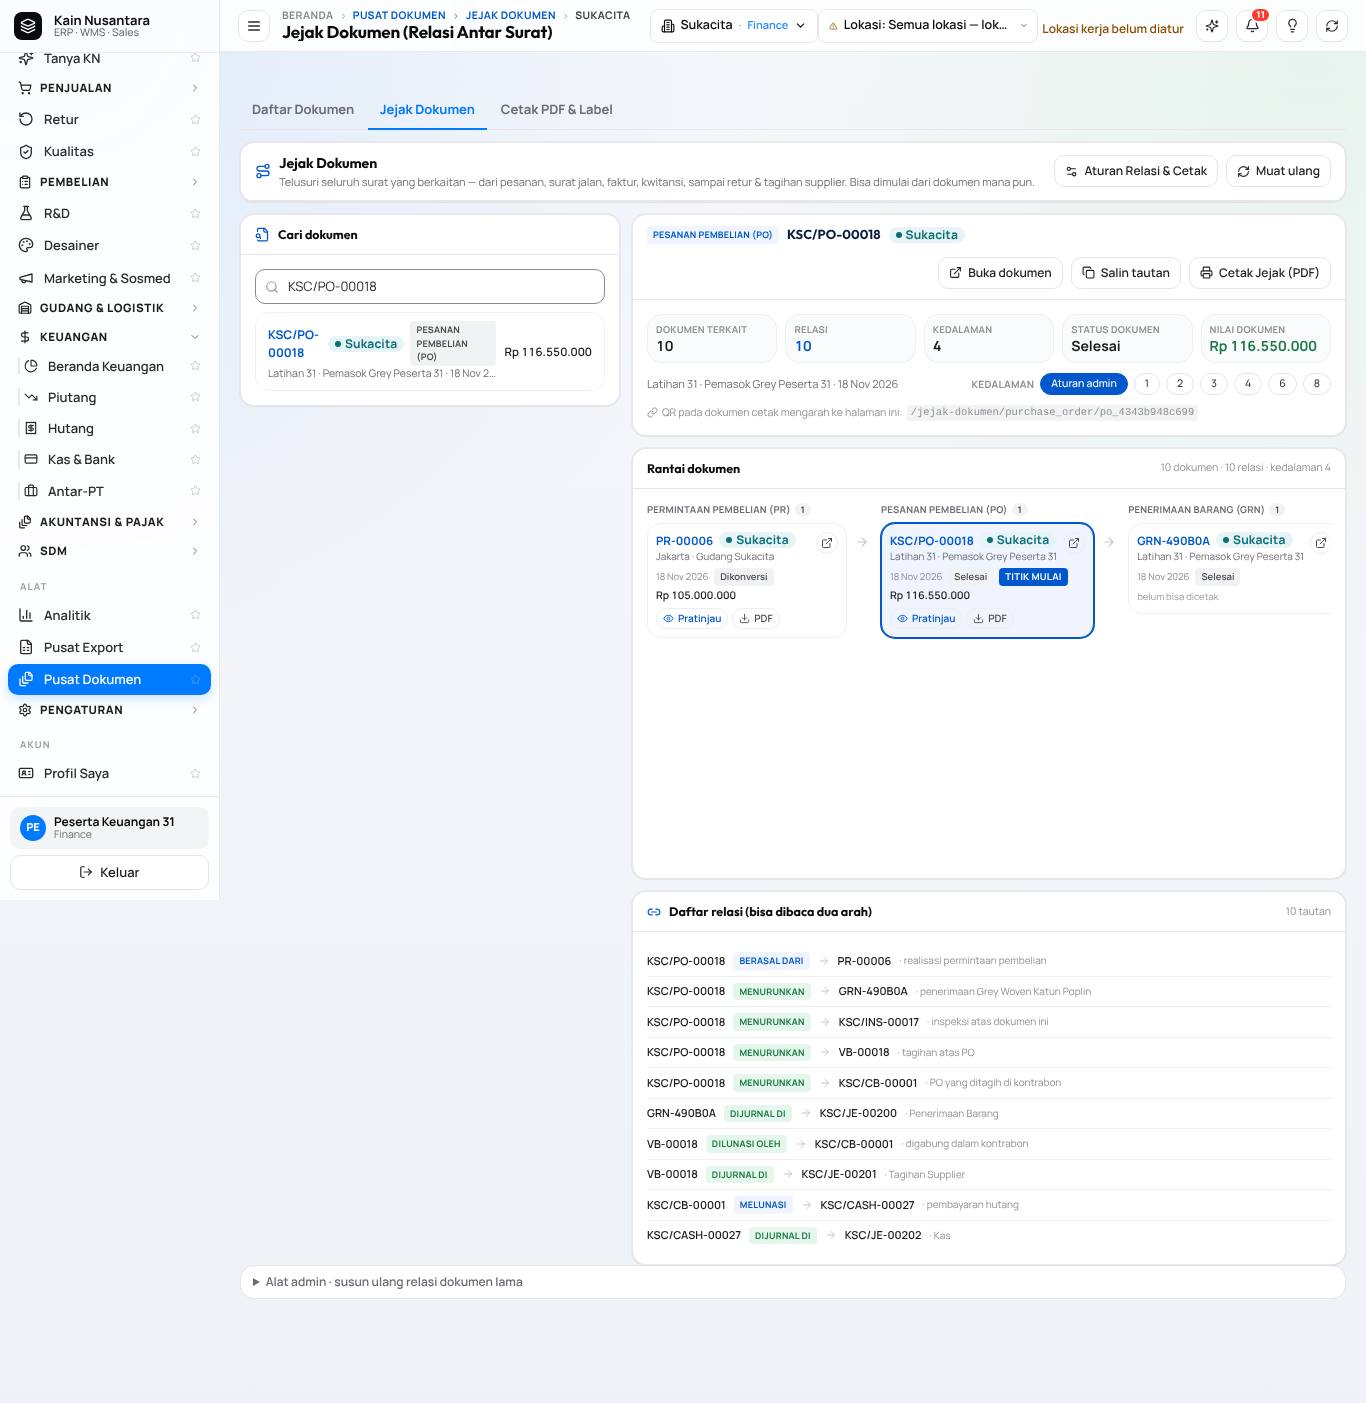 Kain Nusantara
ERP · WMS · Sales
Tanya KN
PENJUALAN
Retur
Kualitas
PEMBELIAN
R&D
Desainer
Marketing & Sosmed
GUDANG & LOGISTIK
KEUANGAN
Beranda Keuangan
Piutang
Hutang
Kas & Bank
Antar-PT
AKUNTANSI & PAJAK
SDM
ALAT
Analitik
Pusat Export
Pusat Dokumen
PENGATURAN
AKUN
Profil Saya
PE
Peserta Keuangan 31
Finance
Keluar
BERANDA > PUSAT DOKUMEN > JEJAK DOKUMEN > SUKACITA
Jejak Dokumen (Relasi Antar Surat)
Sukacita · Finance
Lokasi: Semua lokasi — lok...
Lokasi kerja belum diatur
11
Daftar Dokumen
Jejak Dokumen
Cetak PDF & Label
Jejak Dokumen
Telusuri seluruh surat yang berkaitan — dari pesanan, surat jalan, faktur, kwitansi, sampai retur & tagihan supplier. Bisa dimulai dari dokumen mana pun.
Aturan Relasi & Cetak
Muat ulang
Cari dokumen
KSC/PO-00018
KSC/PO-
00018
Sukacita
PESANAN
PEMBELIAN
(PO)
Rp 116.550.000
Latihan 31 · Pemasok Grey Peserta 31 · 18 Nov 2...
PESANAN PEMBELIAN (PO)
KSC/PO-00018
Sukacita
Buka dokumen
Salin tautan
Cetak Jejak (PDF)
DOKUMEN TERKAIT
10
RELASI
10
KEDALAMAN
4
STATUS DOKUMEN
Selesai
NILAI DOKUMEN
Rp 116.550.000
Latihan 31 · Pemasok Grey Peserta 31 · 18 Nov 2026
KEDALAMAN
Aturan admin
1
2
3
4
6
8
QR pada dokumen cetak mengarah ke halaman ini: /jejak-dokumen/purchase_order/po_4343b948c699
Rantai dokumen
10 dokumen · 10 relasi · kedalaman 4
PERMINTAAN PEMBELIAN (PR) 1
PR-00006
Sukacita
Jakarta · Gudang Sukacita
18 Nov 2026
Dikonversi
Rp 105.000.000
Pratinjau
PDF
PESANAN PEMBELIAN (PO) 1
KSC/PO-00018
Sukacita
Latihan 31 · Pemasok Grey Peserta 31
18 Nov 2026
Selesai
TITIK MULAI
Rp 116.550.000
Pratinjau
PDF
PENERIMAAN BARANG (GRN) 1
GRN-490B0A
Sukacita
Latihan 31 · Pemasok Grey Peserta 31
18 Nov 2026
Selesai
belum bisa dicetak
Daftar relasi (bisa dibaca dua arah)
10 tautan
KSC/PO-00018 BERASAL DARI → PR-00006 · realisasi permintaan pembelian
KSC/PO-00018 MENURUNKAN → GRN-490B0A · penerimaan Grey Woven Katun Poplin
KSC/PO-00018 MENURUNKAN → KSC/INS-00017 · inspeksi atas dokumen ini
KSC/PO-00018 MENURUNKAN → VB-00018 · tagihan atas PO
KSC/PO-00018 MENURUNKAN → KSC/CB-00001 · PO yang ditagih di kontrabon
GRN-490B0A DIJURNAL DI → KSC/JE-00200 · Penerimaan Barang
VB-00018 DILUNASI OLEH → KSC/CB-00001 · digabung dalam kontrabon
VB-00018 DIJURNAL DI → KSC/JE-00201 · Tagihan Supplier
KSC/CB-00001 MELUNASI → KSC/CASH-00027 · pembayaran hutang
KSC/CASH-00027 DIJURNAL DI → KSC/JE-00202 · Kas
Alat admin · susun ulang relasi dokumen lama